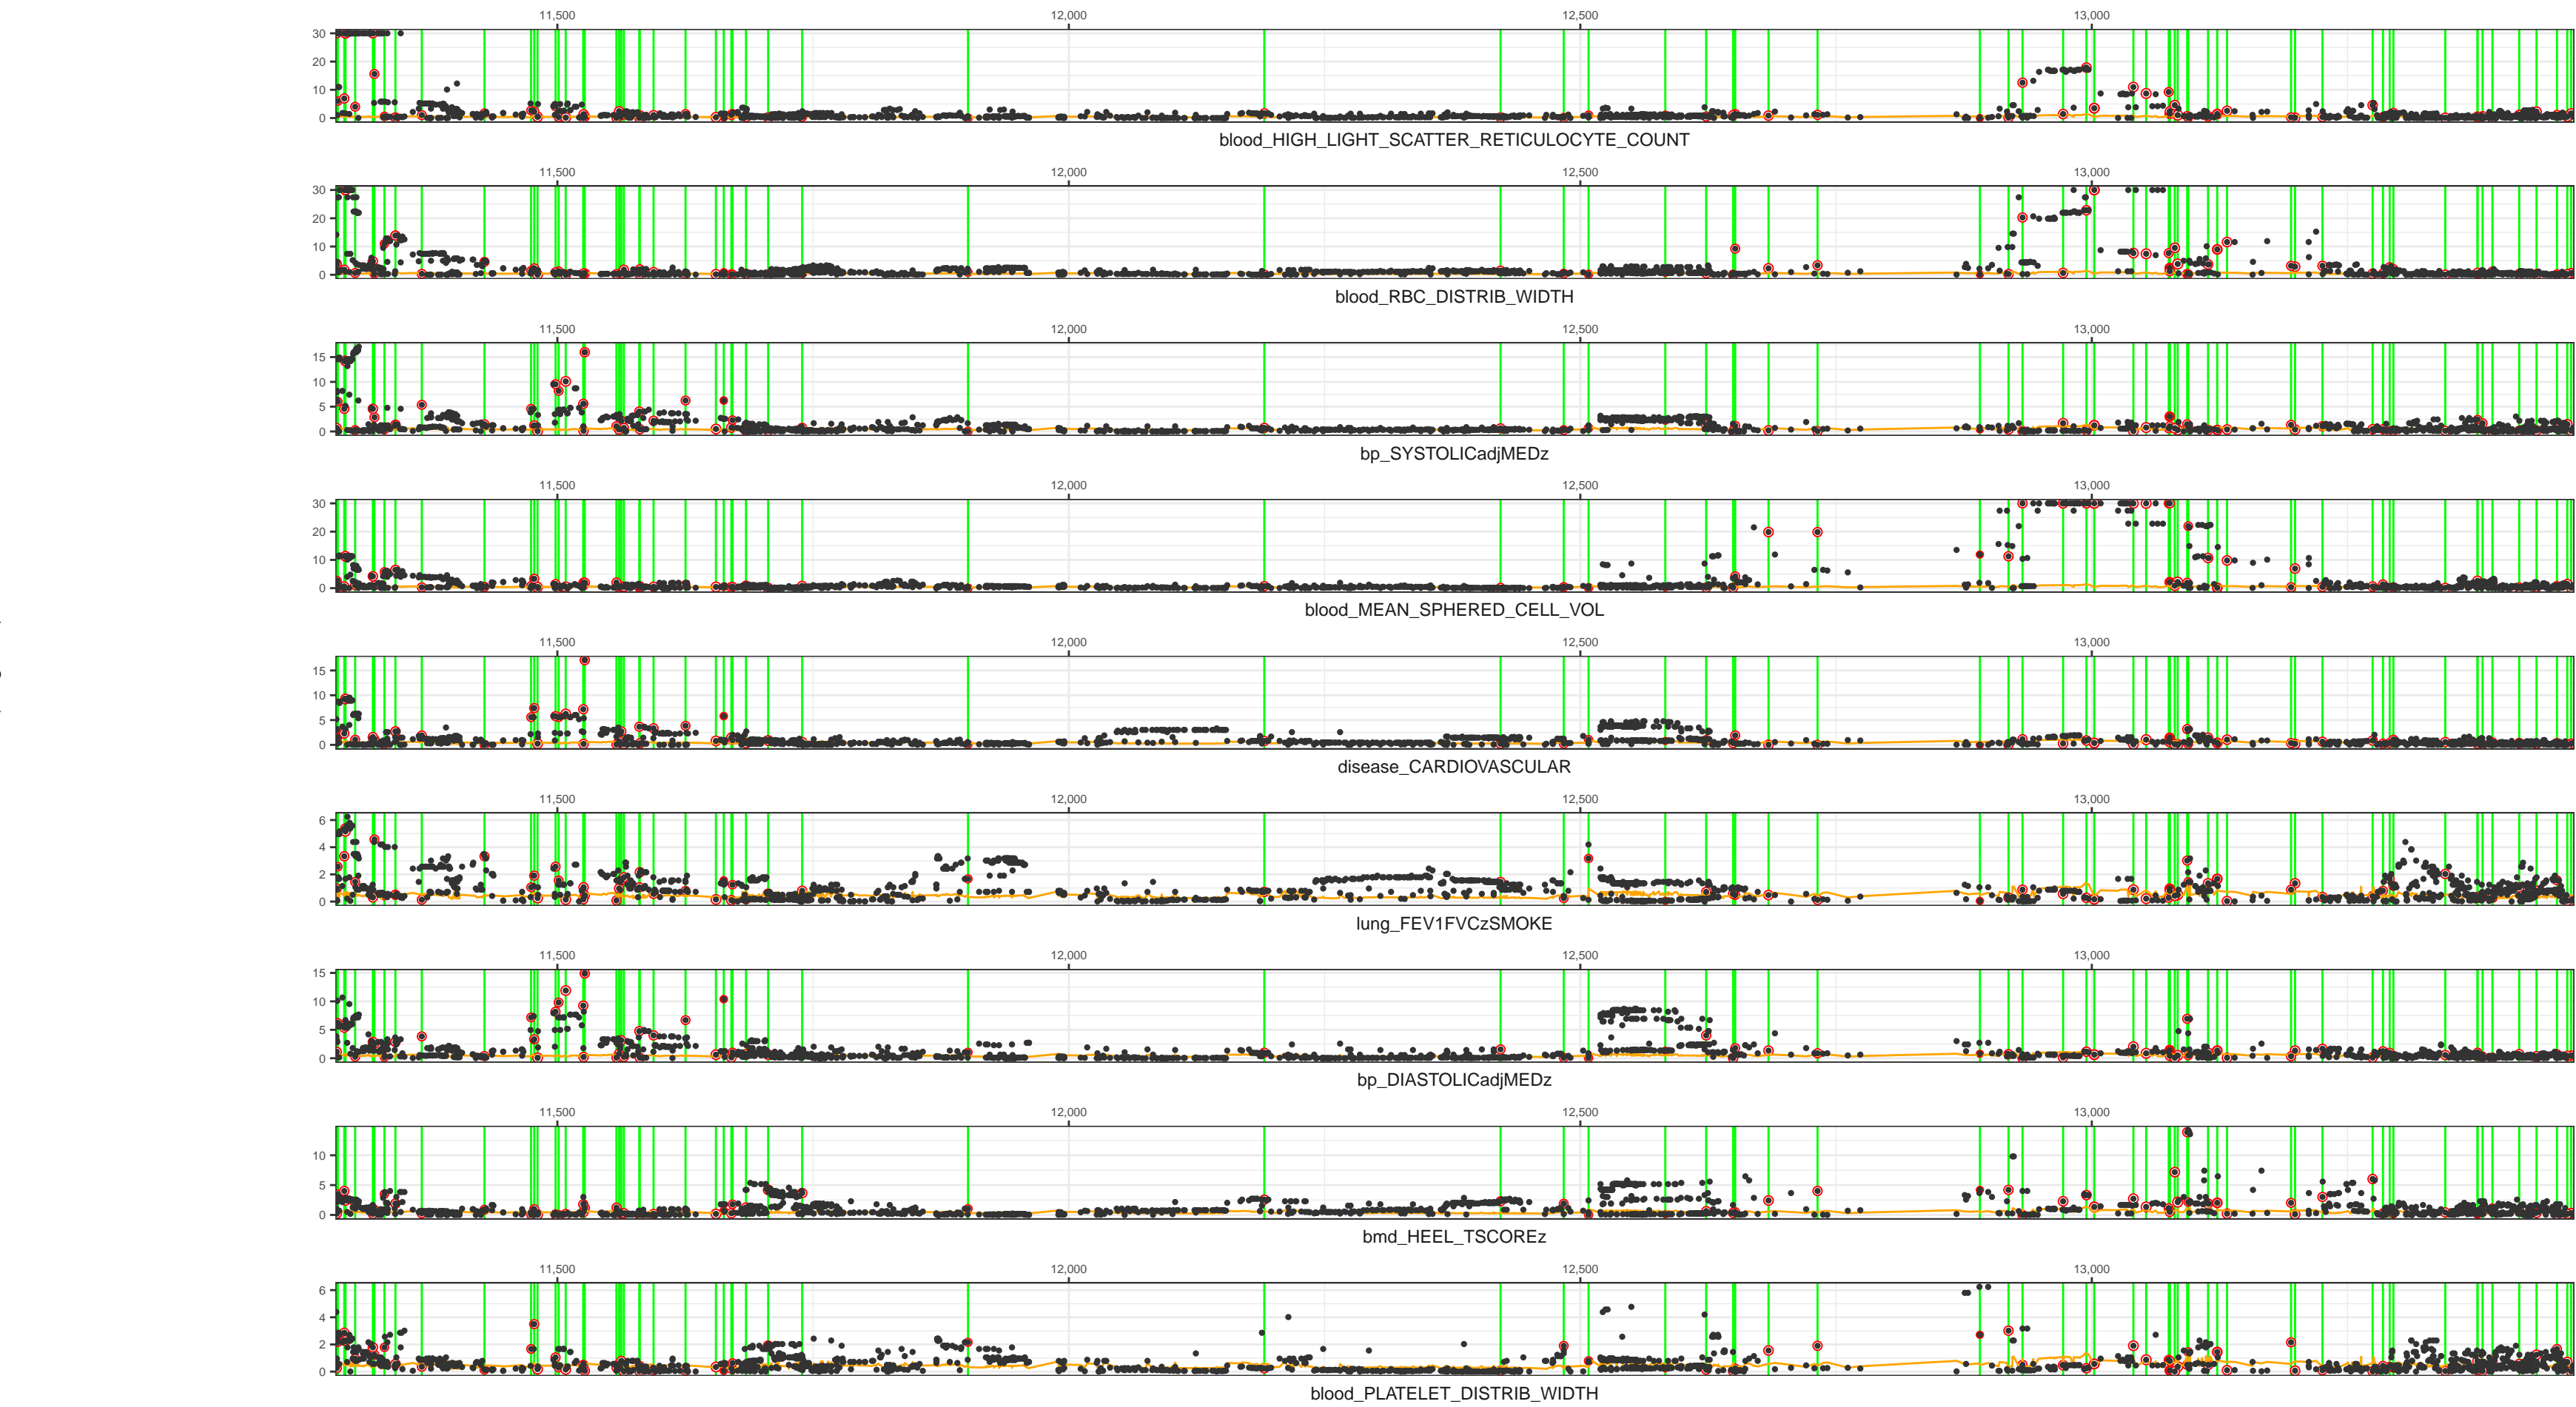 11,500 12,000 12,500 13,000
30
20
10
0
blood_HIGH_LIGHT_SCATTER_RETICULOCYTE_COUNT
11,500 12,000 12,500 13,000
30
20
10
0
blood_RBC_DISTRIB_WIDTH
11,500 12,000 12,500 13,000
15
10
5
0
bp_SYSTOLICadjMEDz
11,500 12,000 12,500 13,000
30
20
10
0
blood_MEAN_SPHERED_CELL_VOL
11,500 12,000 12,500 13,000
15
10
5
0
disease_CARDIOVASCULAR
11,500 12,000 12,500 13,000
6
4
2
0
lung_FEV1FVCzSMOKE
11,500 12,000 12,500 13,000
15
10
5
0
bp_DIASTOLICadjMEDz
11,500 12,000 12,500 13,000
10
5
0
bmd_HEEL_TSCOREz
11,500 12,000 12,500 13,000
6
4
2
0
blood_PLATELET_DISTRIB_WIDTH